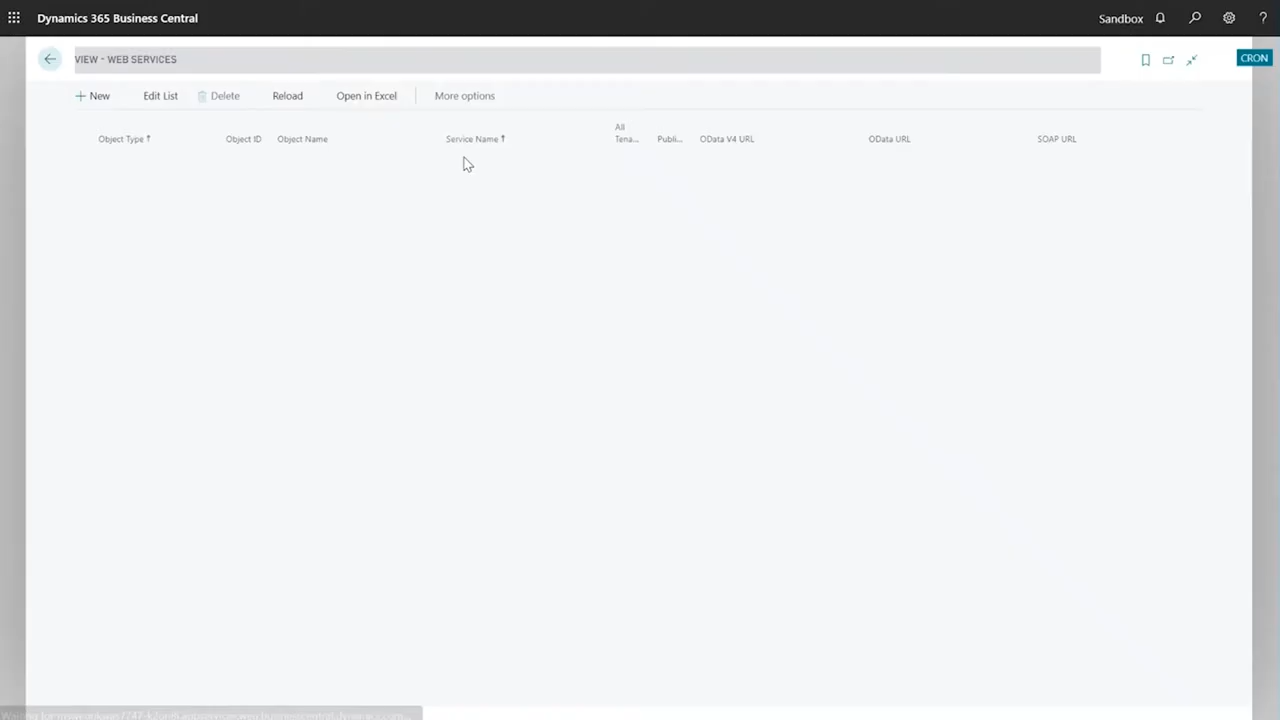 Dynamics 365 Business Central
Sandbox
?
VIEW - WEB SERVICES
CRON
New Edit List Delete Reload Open in Excel More options
Object Type ↑ Object ID Object Name Service Name ↑ All Tena... Publi... OData V4 URL OData URL SOAP URL